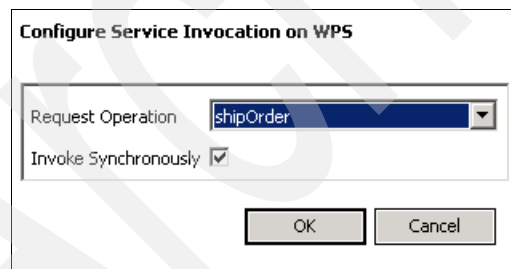 Configure Service Invocation on WPS
Request Operation shipOrder
Invoke Synchronously
OK Cancel